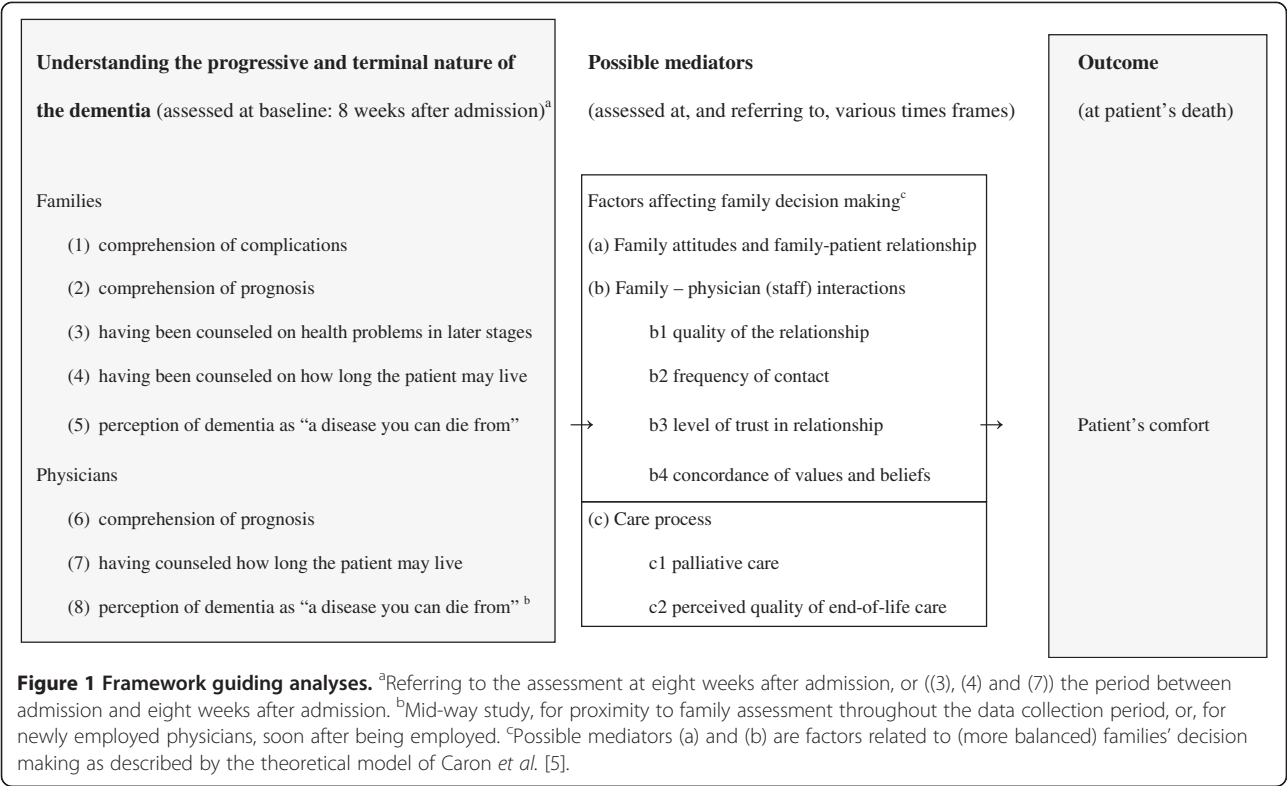 Understanding the progressive and terminal nature of
the dementia (assessed at baseline: 8 weeks after admission)a
Families
(1) comprehension of complications
(2) comprehension of prognosis
(3) having been counseled on health problems in later stages
(4) having been counseled on how long the patient may live
(5) perception of dementia as “a disease you can die from”
Physicians
(6) comprehension of prognosis
(7) having counseled how long the patient may live
(8) perception of dementia as “a disease you can die from” b
→
Possible mediators
(assessed at, and referring to, various times frames)
Factors affecting family decision makingc
(a) Family attitudes and family-patient relationship
(b) Family – physician (staff) interactions
b1 quality of the relationship
b2 frequency of contact
b3 level of trust in relationship
b4 concordance of values and beliefs
(c) Care process
c1 palliative care
c2 perceived quality of end-of-life care
→
Outcome
(at patient’s death)
Patient’s comfort
Figure 1 Framework guiding analyses. aReferring to the assessment at eight weeks after admission, or ((3), (4) and (7)) the period between
admission and eight weeks after admission. bMid-way study, for proximity to family assessment throughout the data collection period, or, for
newly employed physicians, soon after being employed. cPossible mediators (a) and (b) are factors related to (more balanced) families’ decision
making as described by the theoretical model of Caron et al. [5].